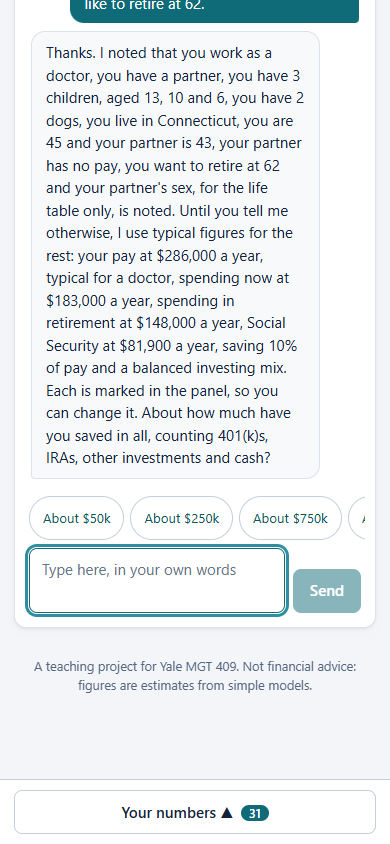 like to retire at 62.
Thanks. I noted that you work as a
doctor, you have a partner, you have 3
children, aged 13, 10 and 6, you have 2
dogs, you live in Connecticut, you are
45 and your partner is 43, your partner
has no pay, you want to retire at 62
and your partner's sex, for the life
table only, is noted. Until you tell me
otherwise, I use typical figures for the
rest: your pay at $286,000 a year,
typical for a doctor, spending now at
$183,000 a year, spending in
retirement at $148,000 a year, Social
Security at $81,900 a year, saving 10%
of pay and a balanced investing mix.
Each is marked in the panel, so you
can change it. About how much have
you saved in all, counting 401(k)s,
IRAs, other investments and cash?
About $50k About $250k About $750k
Type here, in your own words
Send
A teaching project for Yale MGT 409. Not financial advice:
figures are estimates from simple models.
Your numbers ▲ 31